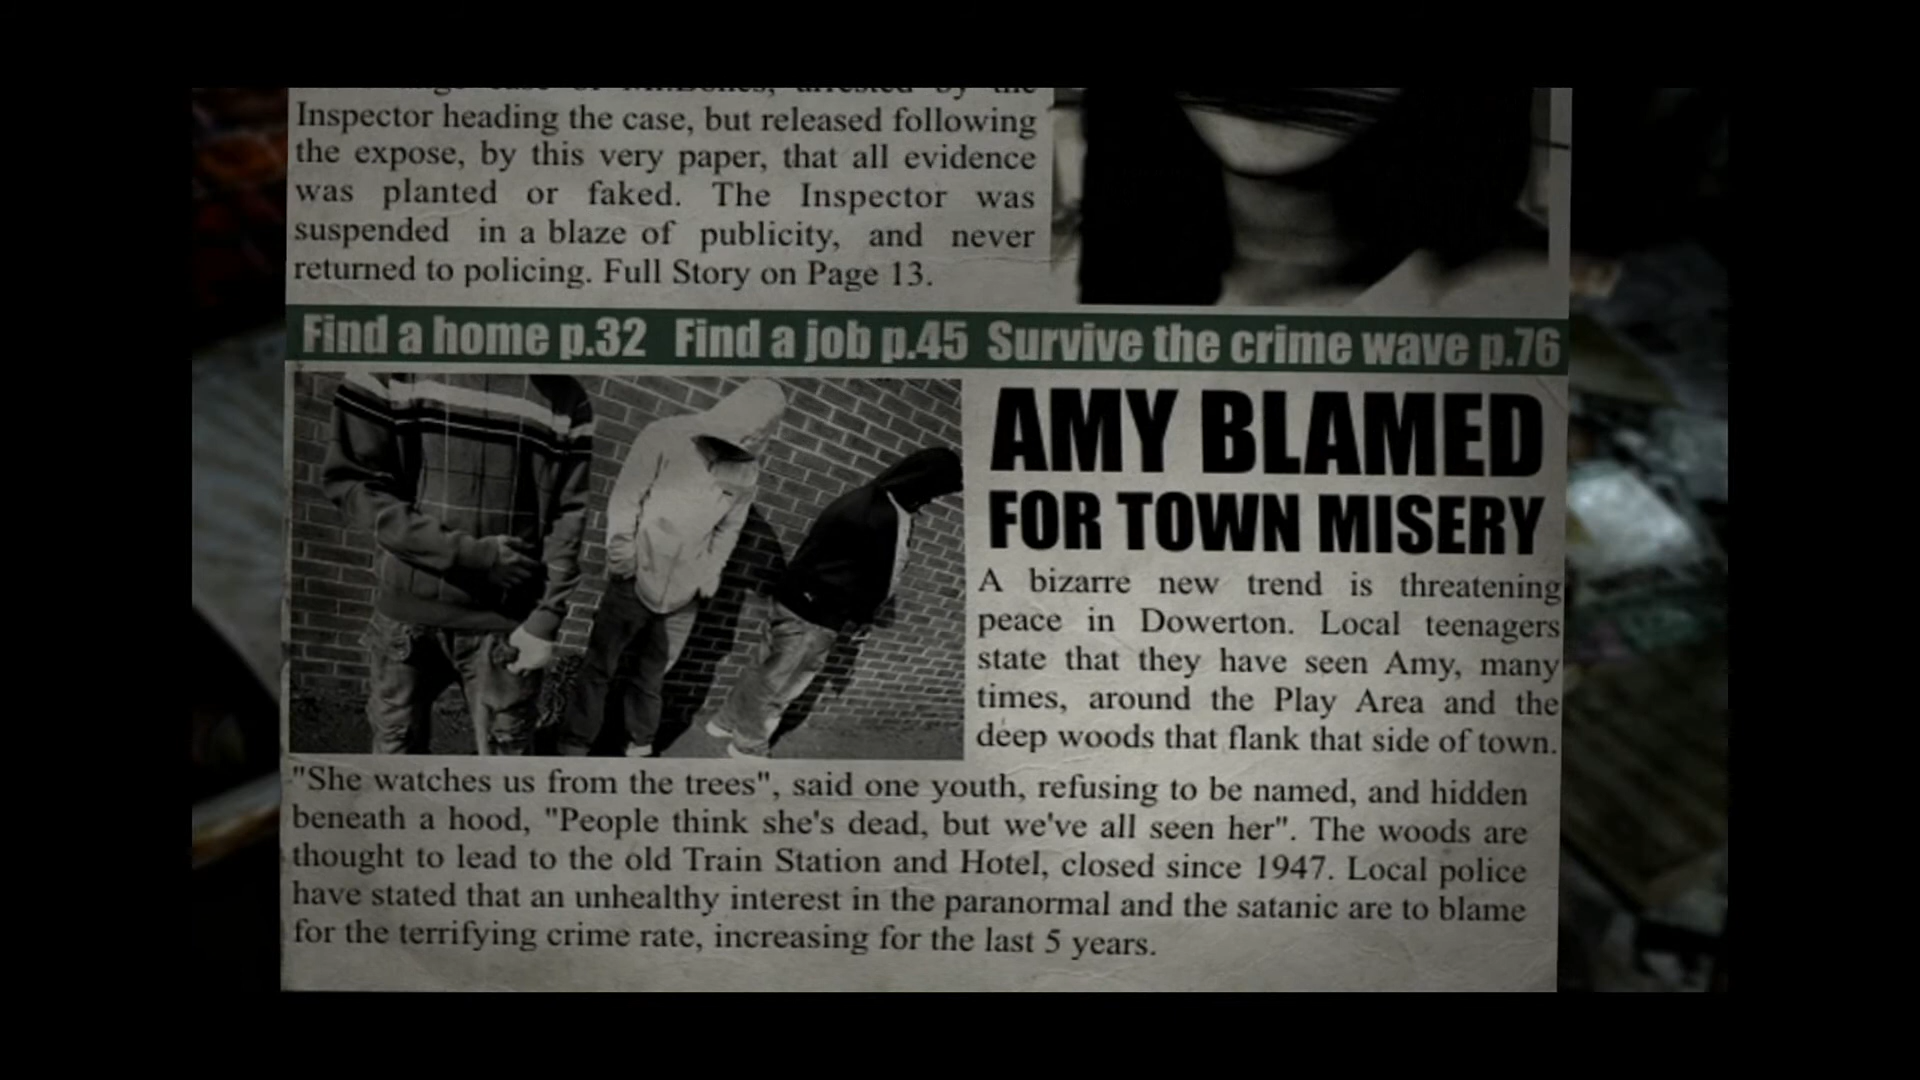 Inspector heading the case, but released following
the expose, by this very paper, that all evidence
was planted or faked. The Inspector was
suspended in a blaze of publicity, and never
returned to policing. Full Story on Page 13.
Find a home p.32 Find a job p.45 Survive the crime wave p.76
AMY BLAMED
FOR TOWN MISERY
A bizarre new trend is threatening
peace in Dowerton. Local teenagers
state that they have seen Amy, many
times, around the Play Area and the
deep woods that flank that side of town.
"She watches us from the trees", said one youth, refusing to be named, and hidden
beneath a hood, "People think she's dead, but we've all seen her". The woods are
thought to lead to the old Train Station and Hotel, closed since 1947. Local police
have stated that an unhealthy interest in the paranormal and the satanic are to blame
for the terrifying crime rate, increasing for the last 5 years.